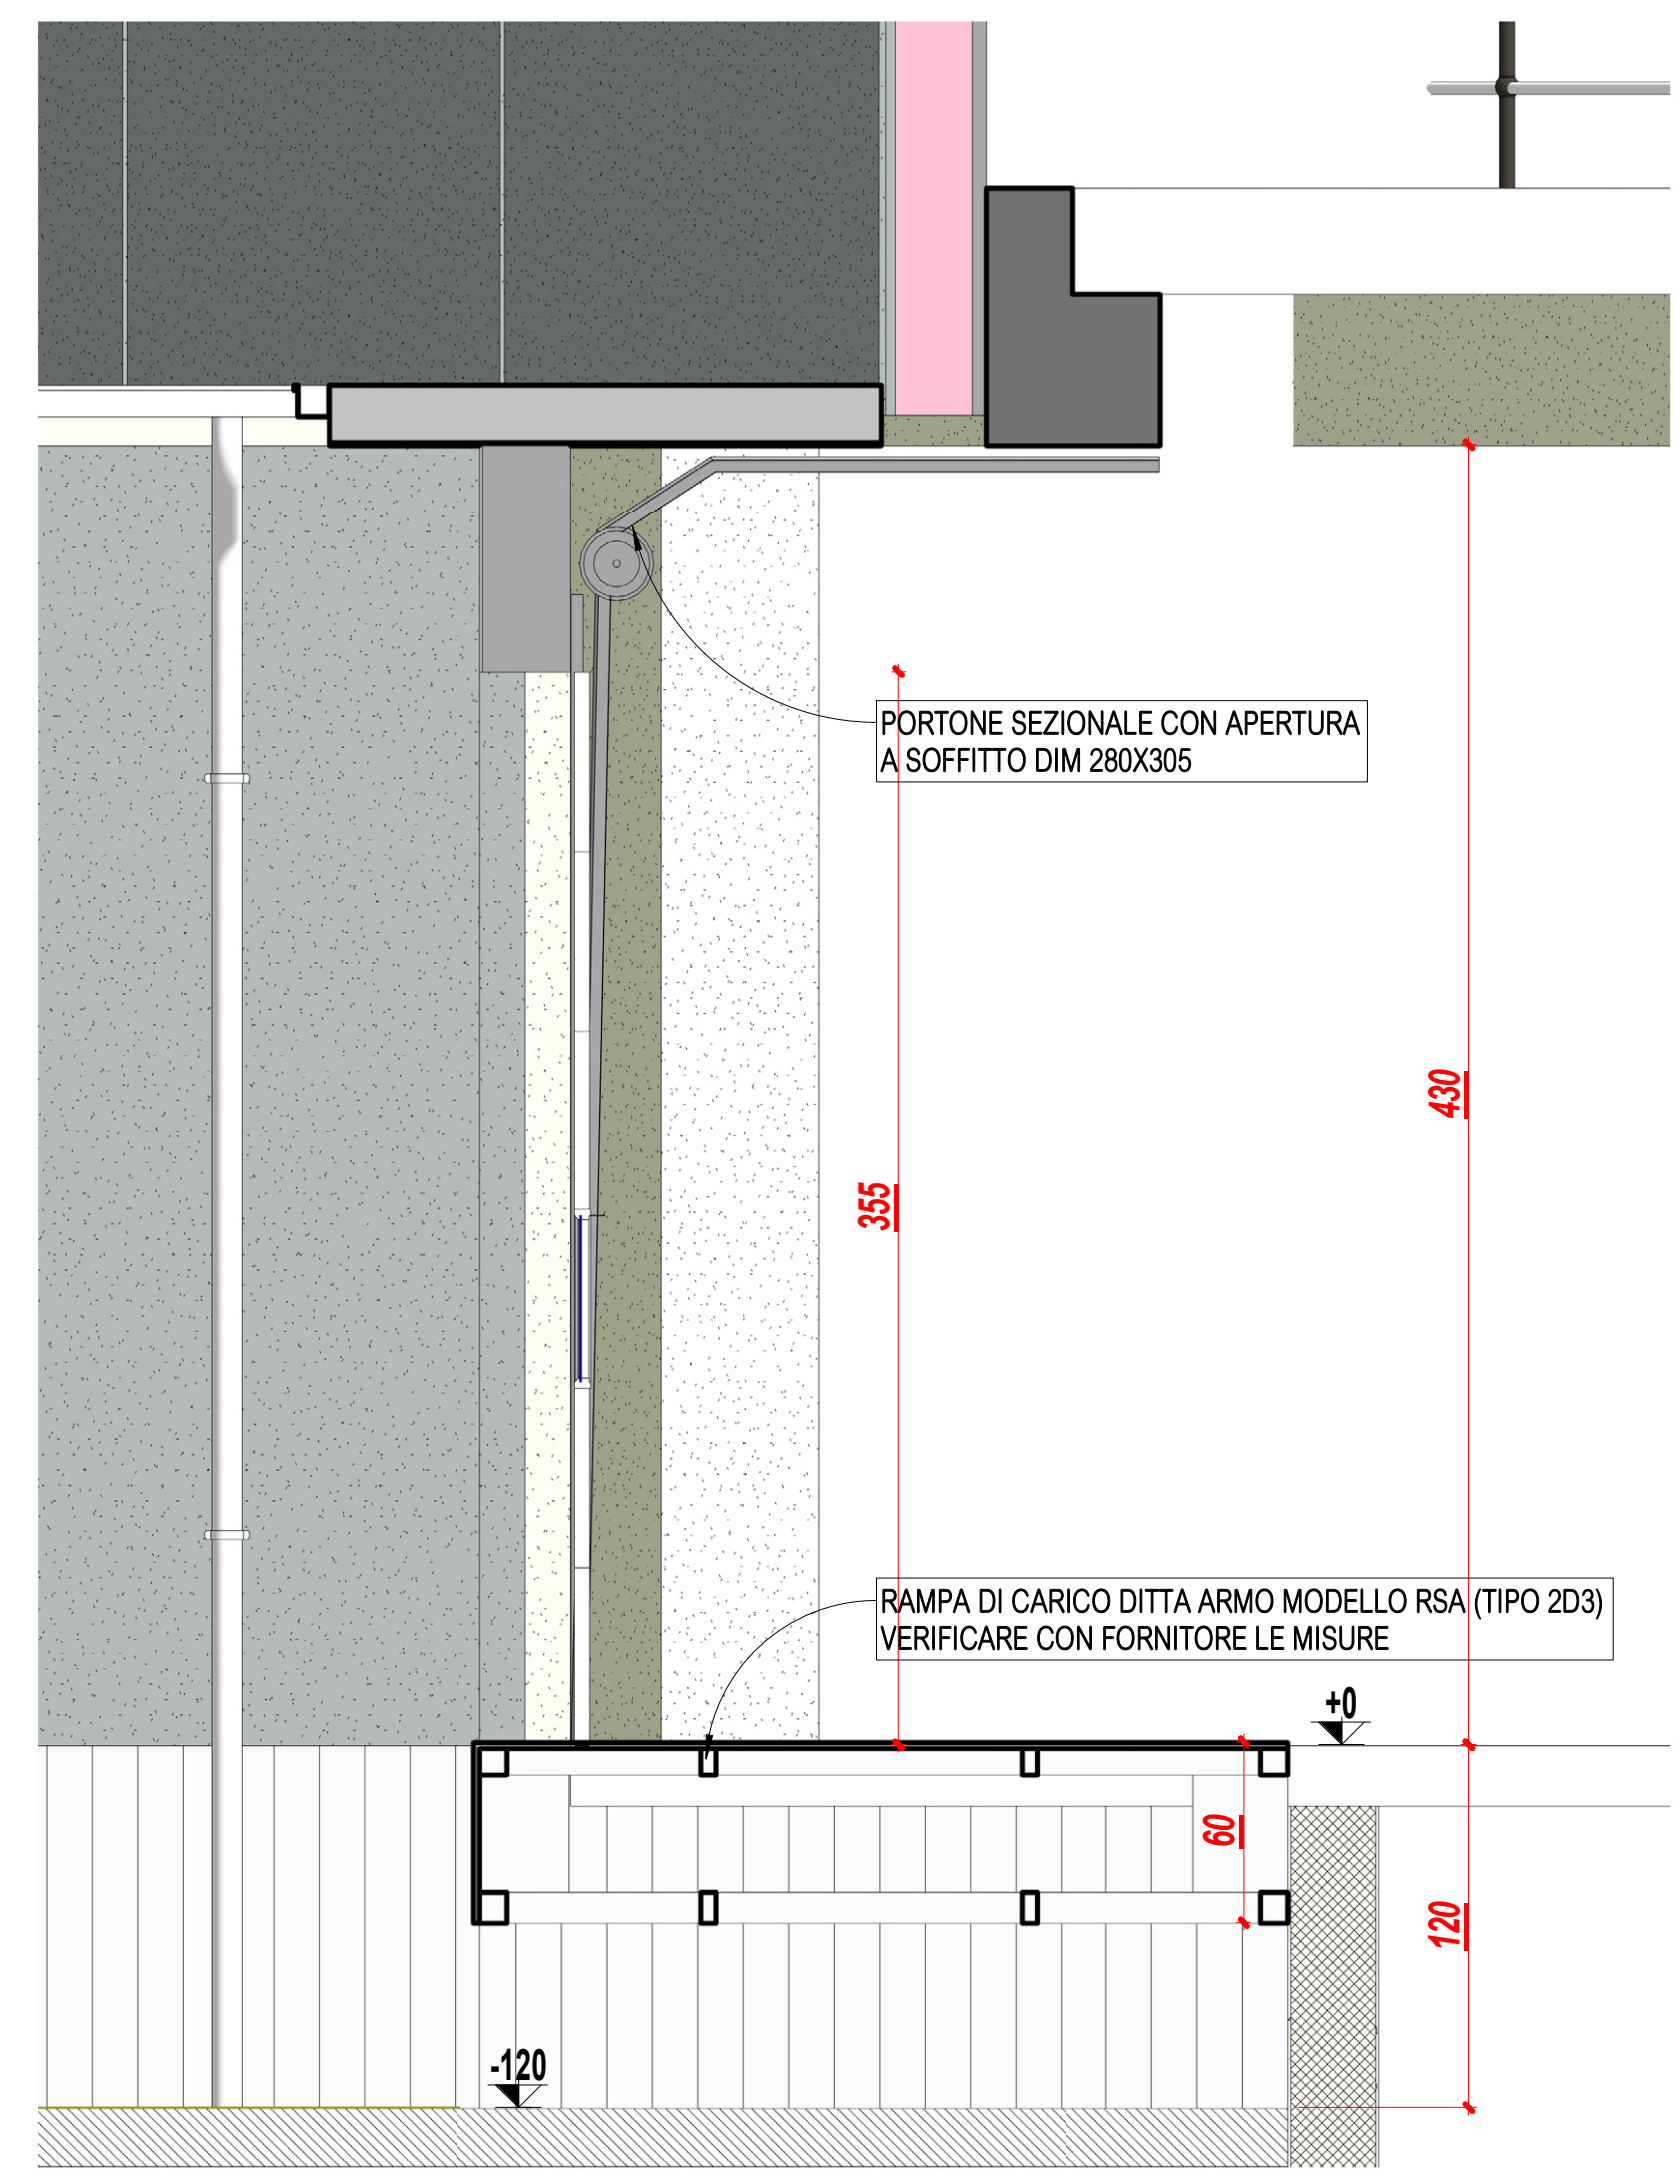 PORTONE SEZIONALE CON APERTURA
A SOFFITTO DIM 280X305
430
355
RAMPA DI CARICO DITTA ARMO MODELLO RSA (TIPO 2D3)
VERIFICARE CON FORNITORE LE MISURE
+0
60
120
-120